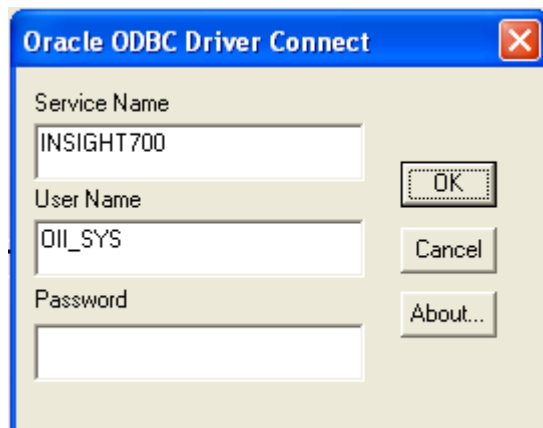 Oracle ODBC Driver Connect
Service Name
INSIGHT700
OK
User Name
OII_SYS
Cancel
Password
About...